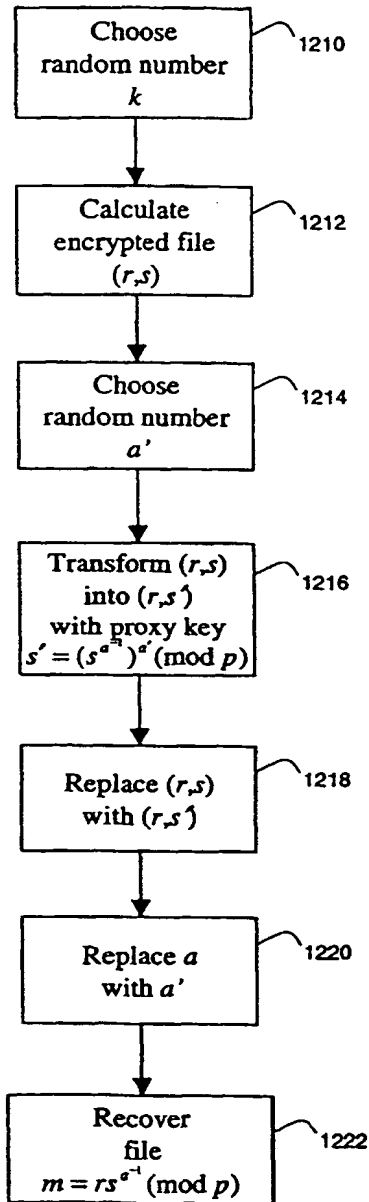 Choose
random number
k
1210
Calculate
encrypted file
(r,s)
1212
Choose
random number
a'
1214
Transform (r,s)
into (r,s')
with proxy key
s' = (s^{a^{-1}})^{a'} (mod p)
1216
Replace (r,s)
with (r,s')
1218
Replace a
with a'
1220
Recover
file
m = rs^{a^{-1}} (mod p)
1222